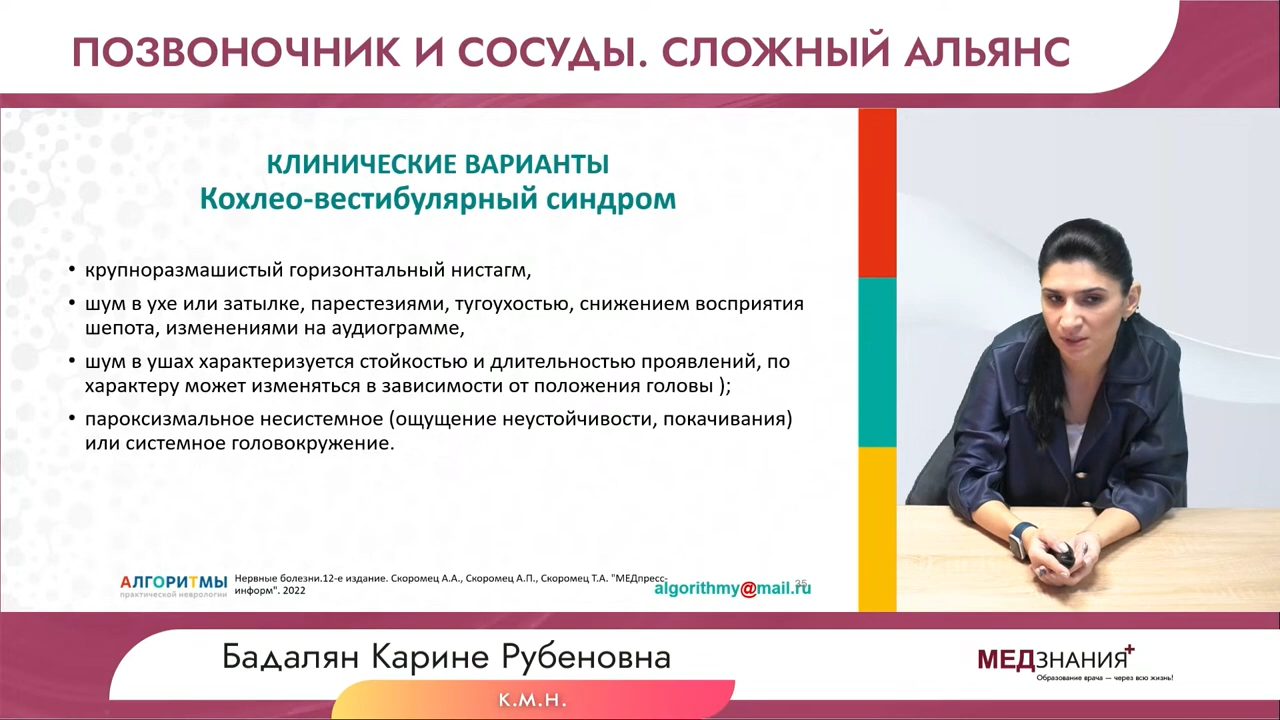 ПОЗВОНОЧНИК И СОСУДЫ. СЛОЖНЫЙ АЛЬЯНС
КЛИНИЧЕСКИЕ ВАРИАНТЫ
Кохлео-вестибулярный синдром
• крупноразмашистый горизонтальный нистагм,
• шум в ухе или затылке, парестезиями, тугоухостью, снижением восприятия
шепота, изменениями на аудиограмме,
• шум в ушах характеризуется стойкостью и длительностью проявлений, по
характеру может изменяться в зависимости от положения головы );
• пароксизмальное несистемное (ощущение неустойчивости, покачивания)
или системное головокружение.
АЛГОРИТМЫ
практической неврологии
Нервные болезни.12-е издание. Скоромец А.А., Скоромец А.П., Скоромец Т.А. "МЕДпресс-
информ". 2022
algorithmy@mail.ru
35
Бадалян Карине Рубеновна
к.м.н.
МЕДЗНАНИЯ+
Образование врача — через всю жизнь!